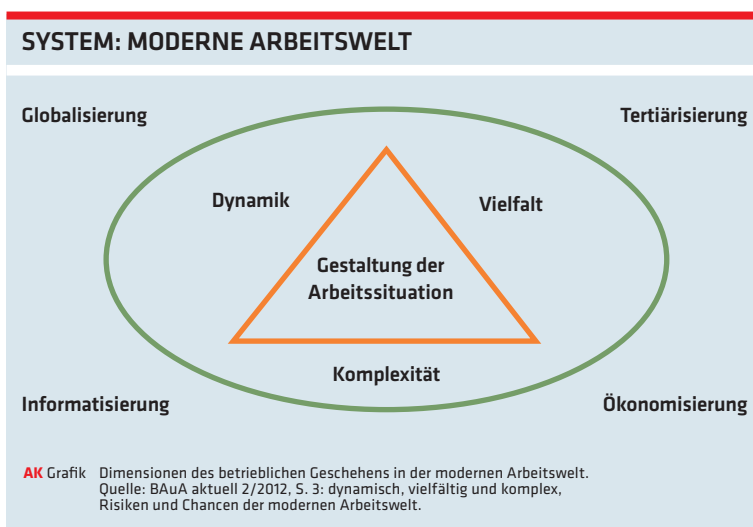 SYSTEM: MODERNE ARBEITSWELT
Globalisierung
Tertiärisierung
Dynamik
Vielfalt
Gestaltung der
Arbeitssituation
Komplexität
Informatisierung
Ökonomisierung
AK Grafik Dimensionen des betrieblichen Geschehens in der modernen Arbeitswelt.
Quelle: BAuA aktuell 2/2012, S. 3: dynamisch, vielfältig und komplex,
Risiken und Chancen der modernen Arbeitswelt.